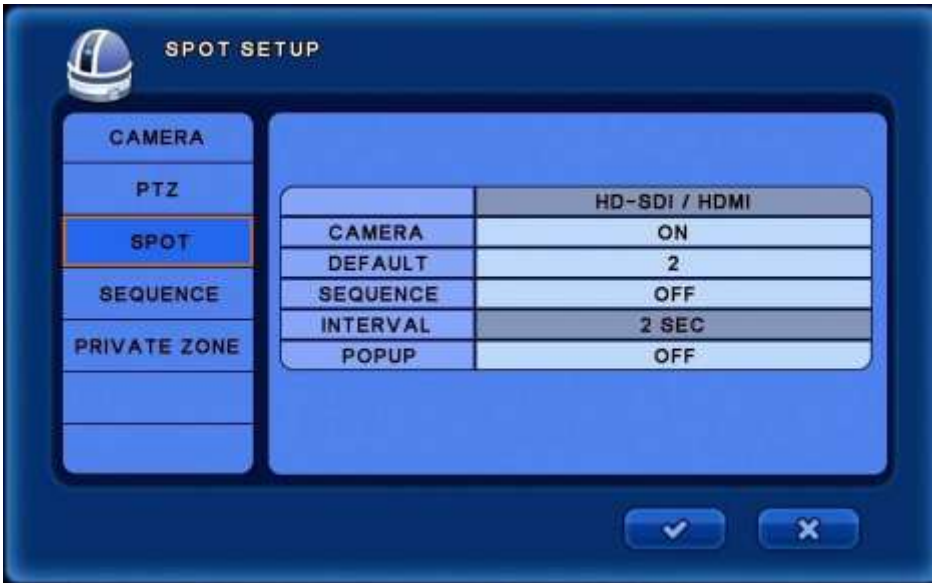 SPOT SETUP
CAMERA
PTZ
SPOT
SEQUENCE
PRIVATE ZONE
HD-SDI / HDMI
CAMERA ON
DEFAULT 2
SEQUENCE OFF
INTERVAL 2 SEC
POPUP OFF